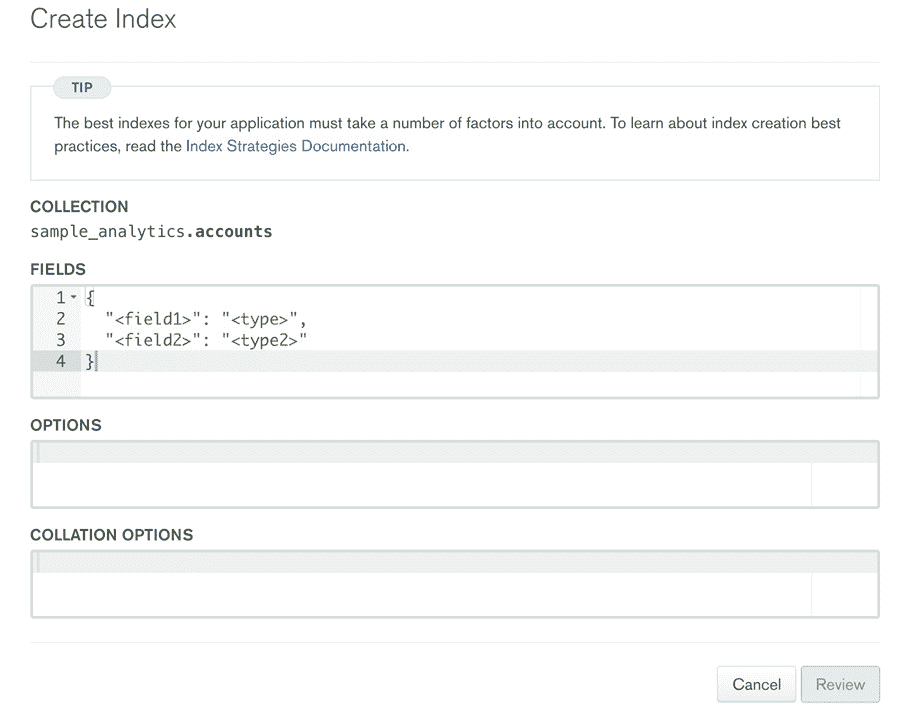 Create Index
TIP
The best indexes for your application must take a number of factors into account. To learn about index creation best
practices, read the Index Strategies Documentation.
COLLECTION
sample_analytics.accounts
FIELDS
1 {
2 "<field1>": "<type>",
3 "<field2>": "<type2>"
4 }
OPTIONS
COLLATION OPTIONS
Cancel Review